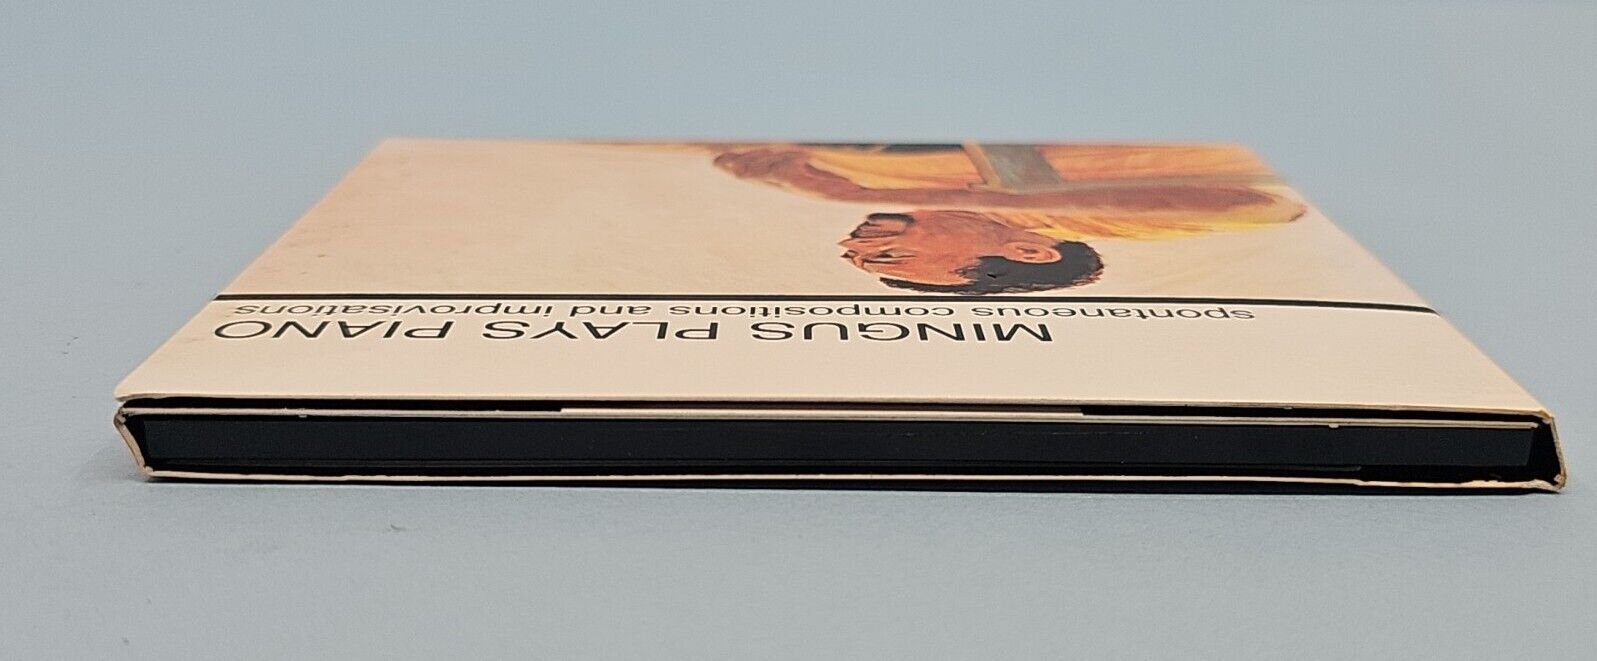 MINGUS PLAYS PIANO
spontaneous compositions and improvisations